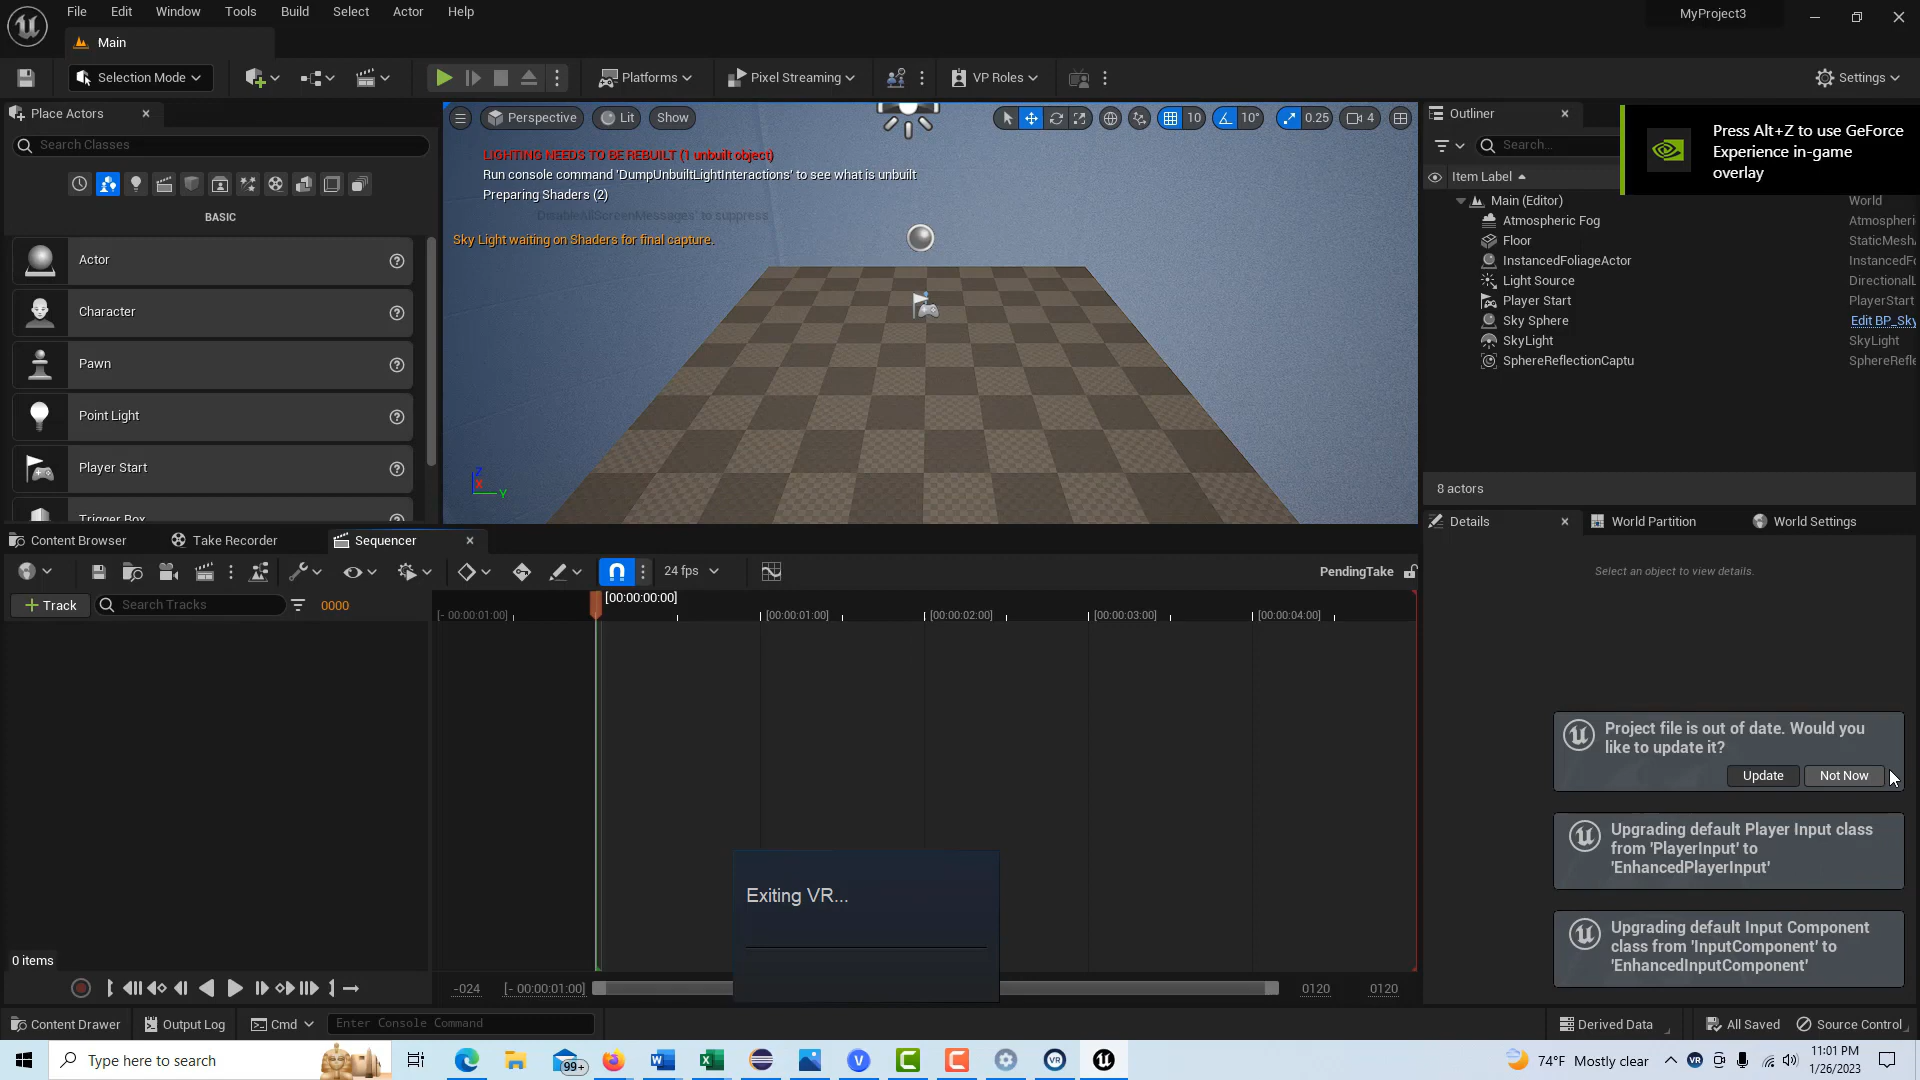 File Edit Window Tools Build Select Actor Help
MyProject3
Main
Selection Mode
Platforms
Pixel Streaming
VP Roles
Settings
Place Actors
Search Classes
BASIC
Actor
Character
Pawn
Point Light
Player Start
Trigger Box
Perspective Lit Show
10 10° 0.25 4
LIGHTING NEEDS TO BE REBUILT (1 unbuilt object)
Run console command 'DumpUnbuiltLightInteractions' to see what is unbuilt
Preparing Shaders (2)
DisableAllScreenMessages' to suppress
Sky Light waiting on Shaders for final capture.
Z
X
Y
Outliner
Search...
Press Alt+Z to use GeForce
Experience in-game
overlay
Item Label
Main (Editor) World
Atmospheric Fog Atmospheri
Floor StaticMesh
InstancedFoliageActor InstancedFo
Light Source DirectionalL
Player Start PlayerStart
Sky Sphere Edit BP_Sky
SkyLight SkyLight
SphereReflectionCaptu SphereRefle
8 actors
Details
World Partition
World Settings
Select an object to view details.
Content Browser
Take Recorder
Sequencer
24 fps
PendingTake
Track
Search Tracks
0000
[00:00:00:00]
[- 00:00:01:00]
[00:00:01:00]
[00:00:02:00]
[00:00:03:00]
[00:00:04:00]
Exiting VR...
Project file is out of date. Would you
like to update it?
Update
Not Now
Upgrading default Player Input class
from 'PlayerInput' to
'EnhancedPlayerInput'
Upgrading default Input Component
class from 'InputComponent' to
'EnhancedInputComponent'
0 items
-024
[- 00:00:01:00]
0120
0120
Content Drawer
Output Log
Cmd
Enter Console Command
Derived Data
All Saved
Source Control
Type here to search
99+
74°F Mostly clear
11:01 PM
1/26/2023